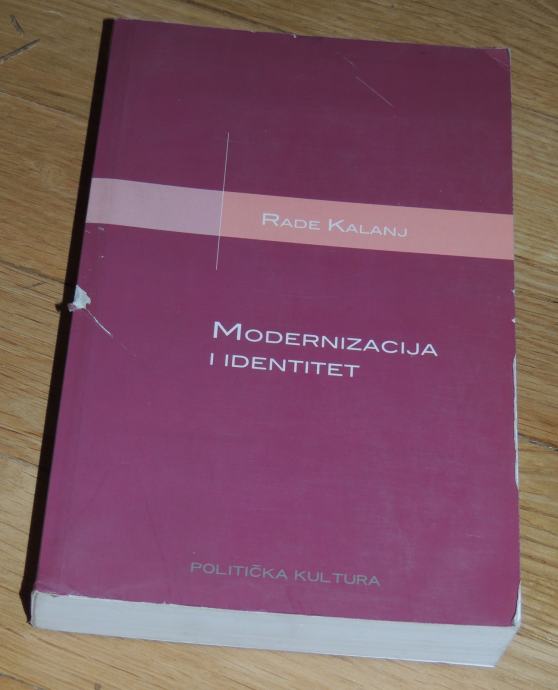 Rade Kalanj
Modernizacija
i identitet
POLITIČKA KULTURA